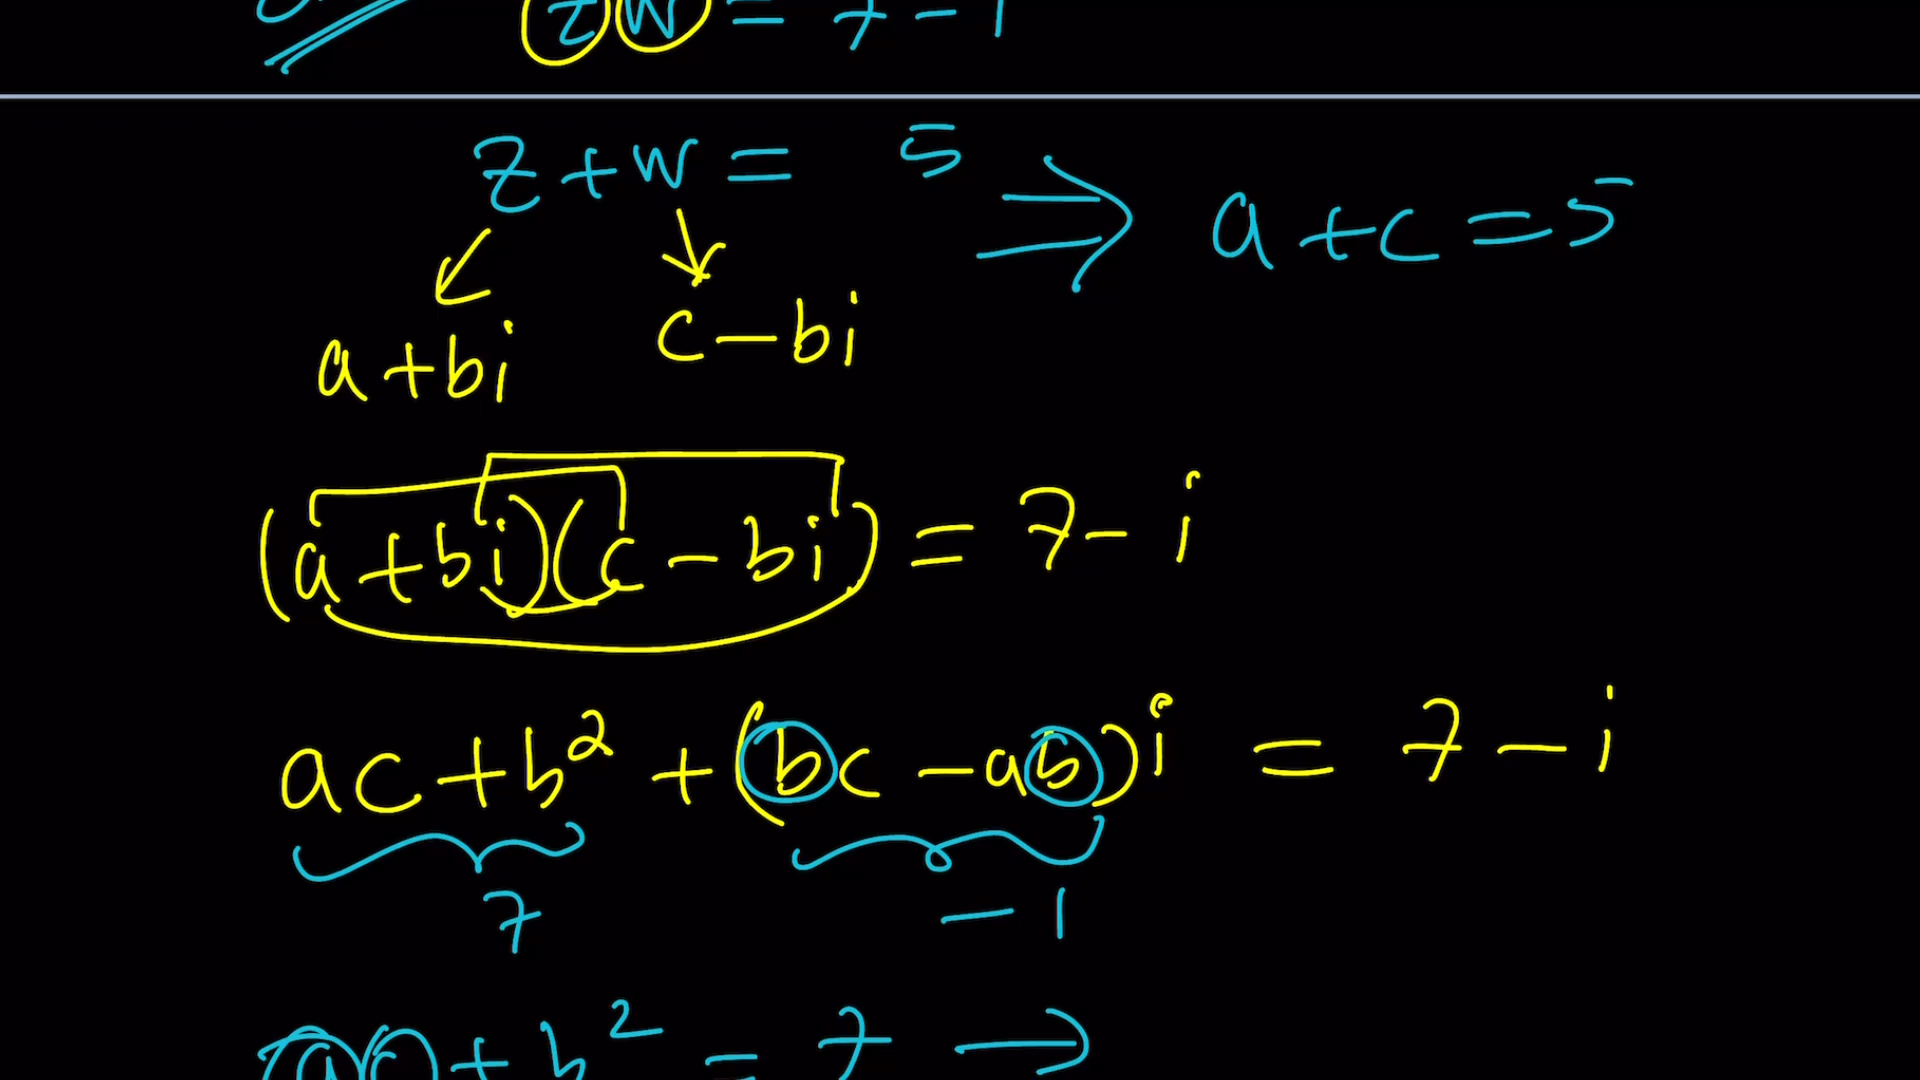 zw = 7 - i
z + w = 5 ⇒ a + c = 5
a + bi c - bi
(a + bi)(c - bi) = 7 - i
ac + b² + (bc - ab)i = 7 - i
7 - 1
ac + b² = 7 →